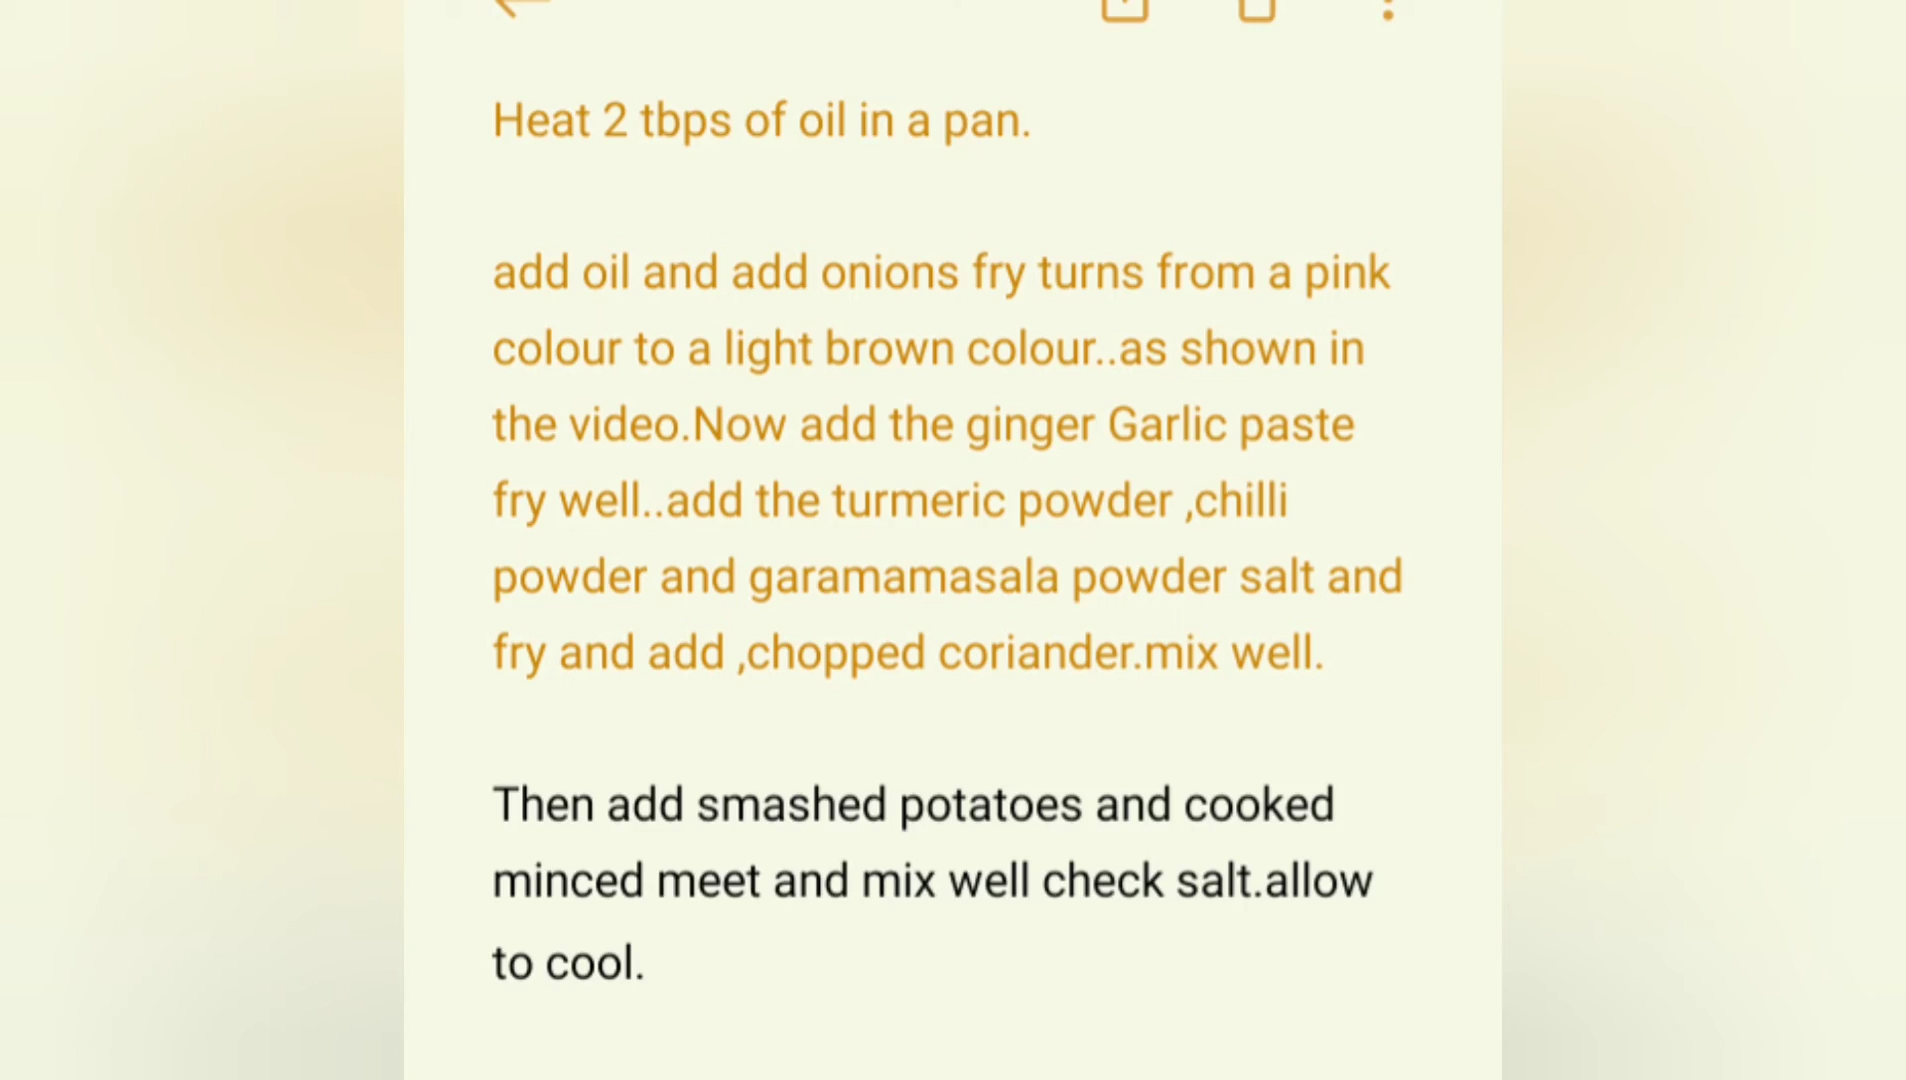 Heat 2 tbps of oil in a pan.
add oil and add onions fry turns from a pink
colour to a light brown colour..as shown in
the video.Now add the ginger Garlic paste
fry well..add the turmeric powder ,chilli
powder and garamamasala powder salt and
fry and add ,chopped coriander.mix well.
Then add smashed potatoes and cooked
minced meet and mix well check salt.allow
to cool.